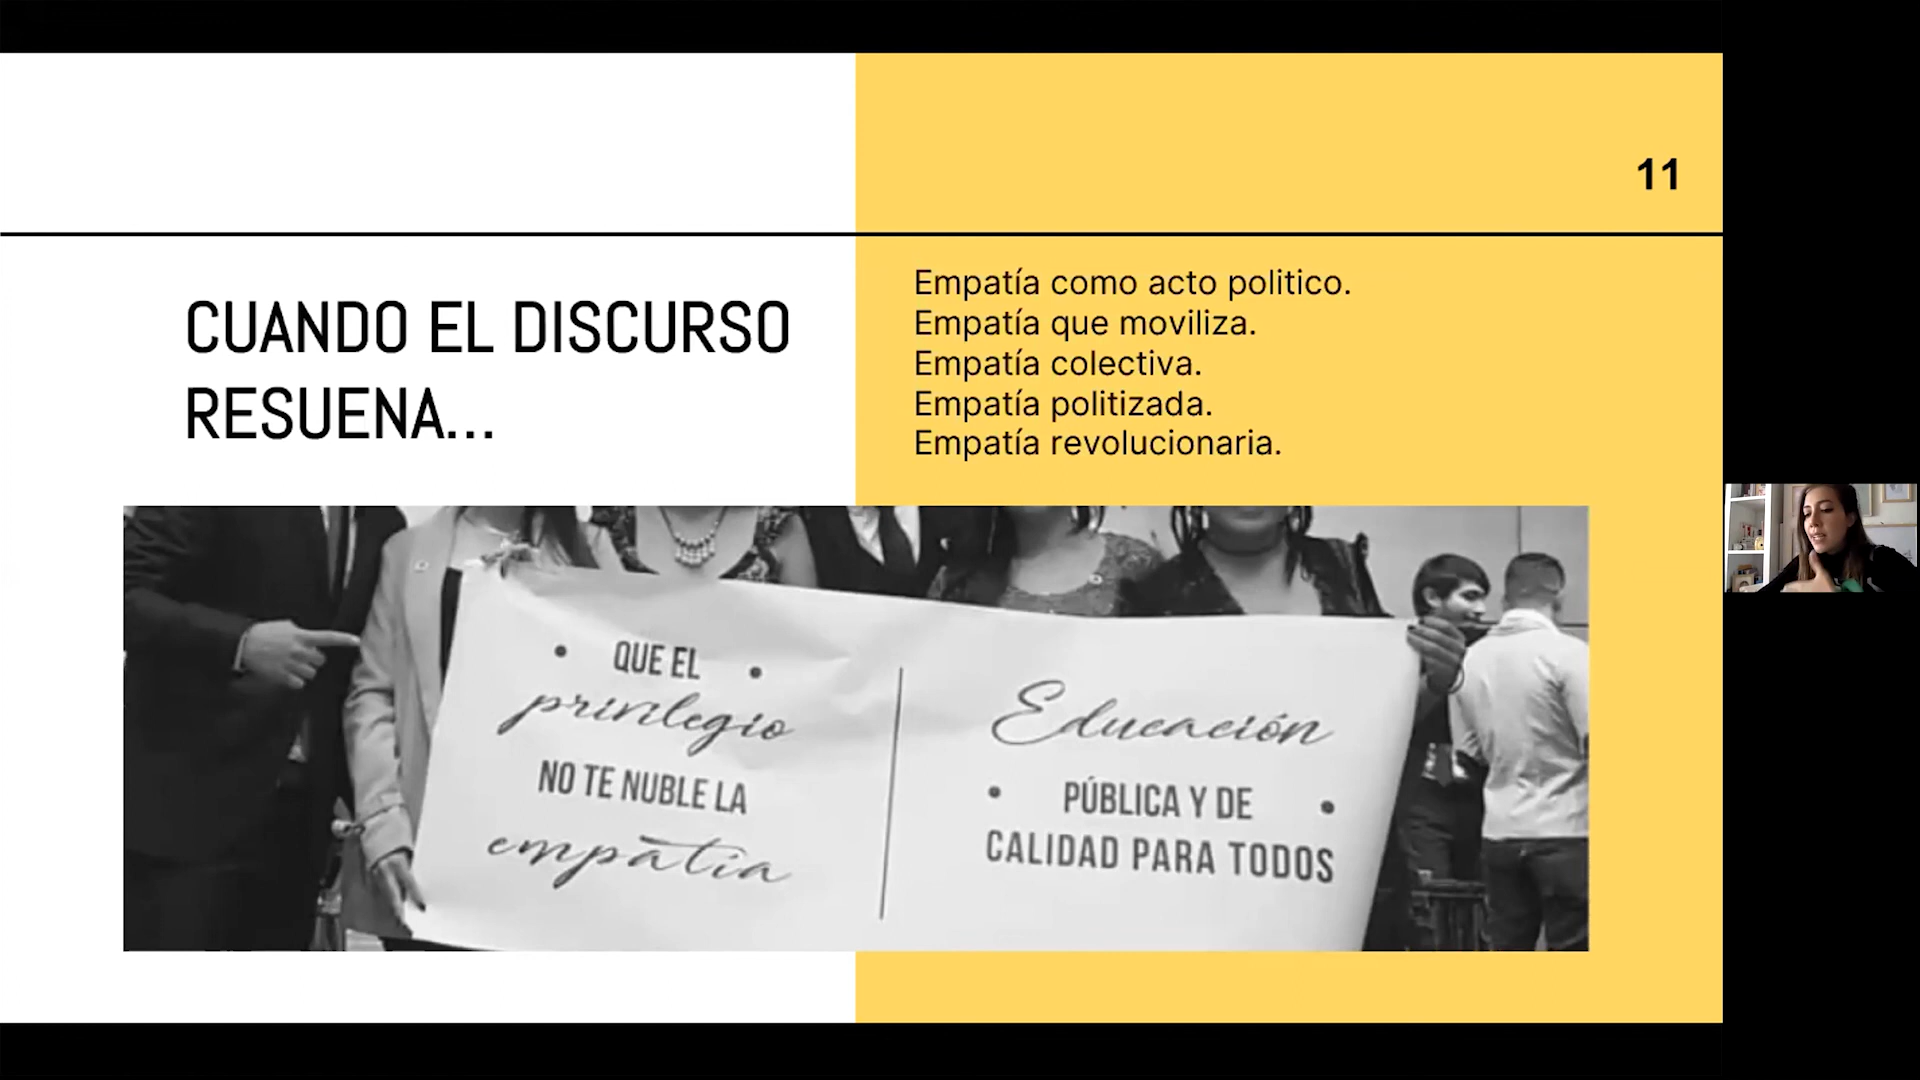 11
CUANDO EL DISCURSO
RESUENA...
Empatía como acto politico.
Empatía que moviliza.
Empatía colectiva.
Empatía politizada.
Empatía revolucionaria.
• QUE EL •
privilegio
NO TE NUBLE LA
empatía
Educación
• PÚBLICA Y DE •
CALIDAD PARA TODOS